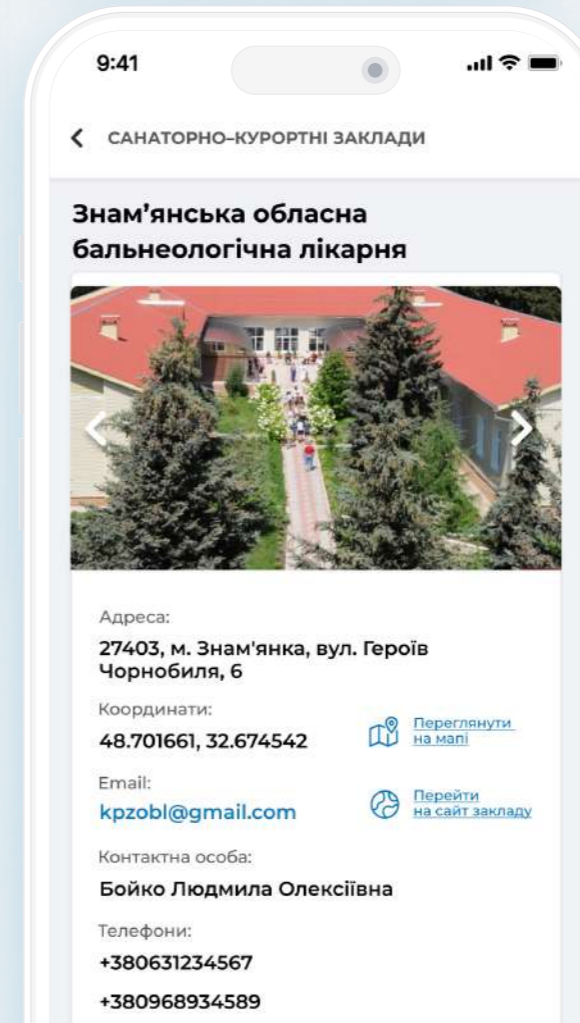 9:41
САНАТОРНО-КУРОРТНІ ЗАКЛАДИ
Знам’янська обласна
бальнеологічна лікарня
Адреса:
27403, м. Знам'янка, вул. Героїв
Чорнобиля, 6
Координати:
48.701661, 32.674542
Переглянути
на мапі
Email:
kpzobl@gmail.com
Перейти
на сайт закладу
Контактна особа:
Бойко Людмила Олексіївна
Телефони:
+380631234567
+380968934589